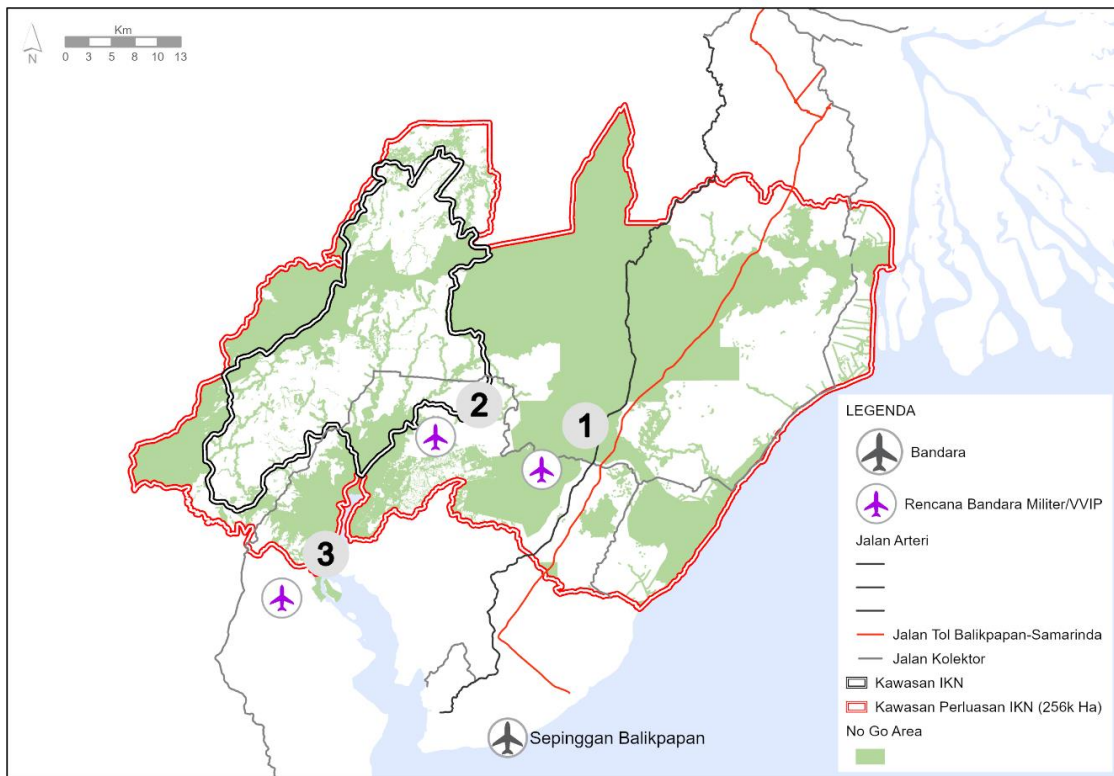 Km
0 3 5 8 10 13
N
1
2
3
Sepinggan Balikpapan
LEGENDA
Bandara
Rencana Bandara Militer/VVIP
Jalan Arteri
Jalan Tol Balikpapan-Samarinda
Jalan Kolektor
Kawasan IKN
Kawasan Perluasan IKN (256k Ha)
No Go Area